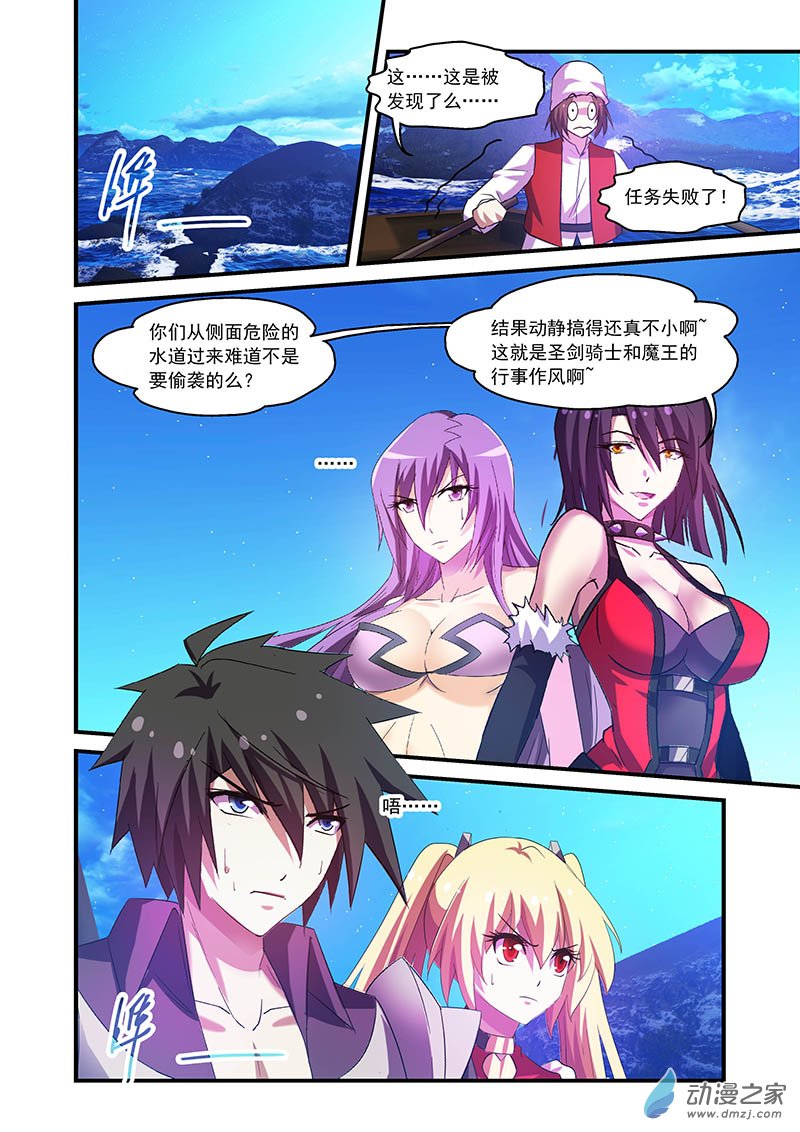 这……这是被
发现了么……
任务失败了！
你们从侧面危险的
水道过来难道不是
要偷袭的么？
结果动静搞得还真不小啊~
这就是圣剑骑士和魔王的
行事作风啊~
……
唔……
动漫之家
www.dmzj.com